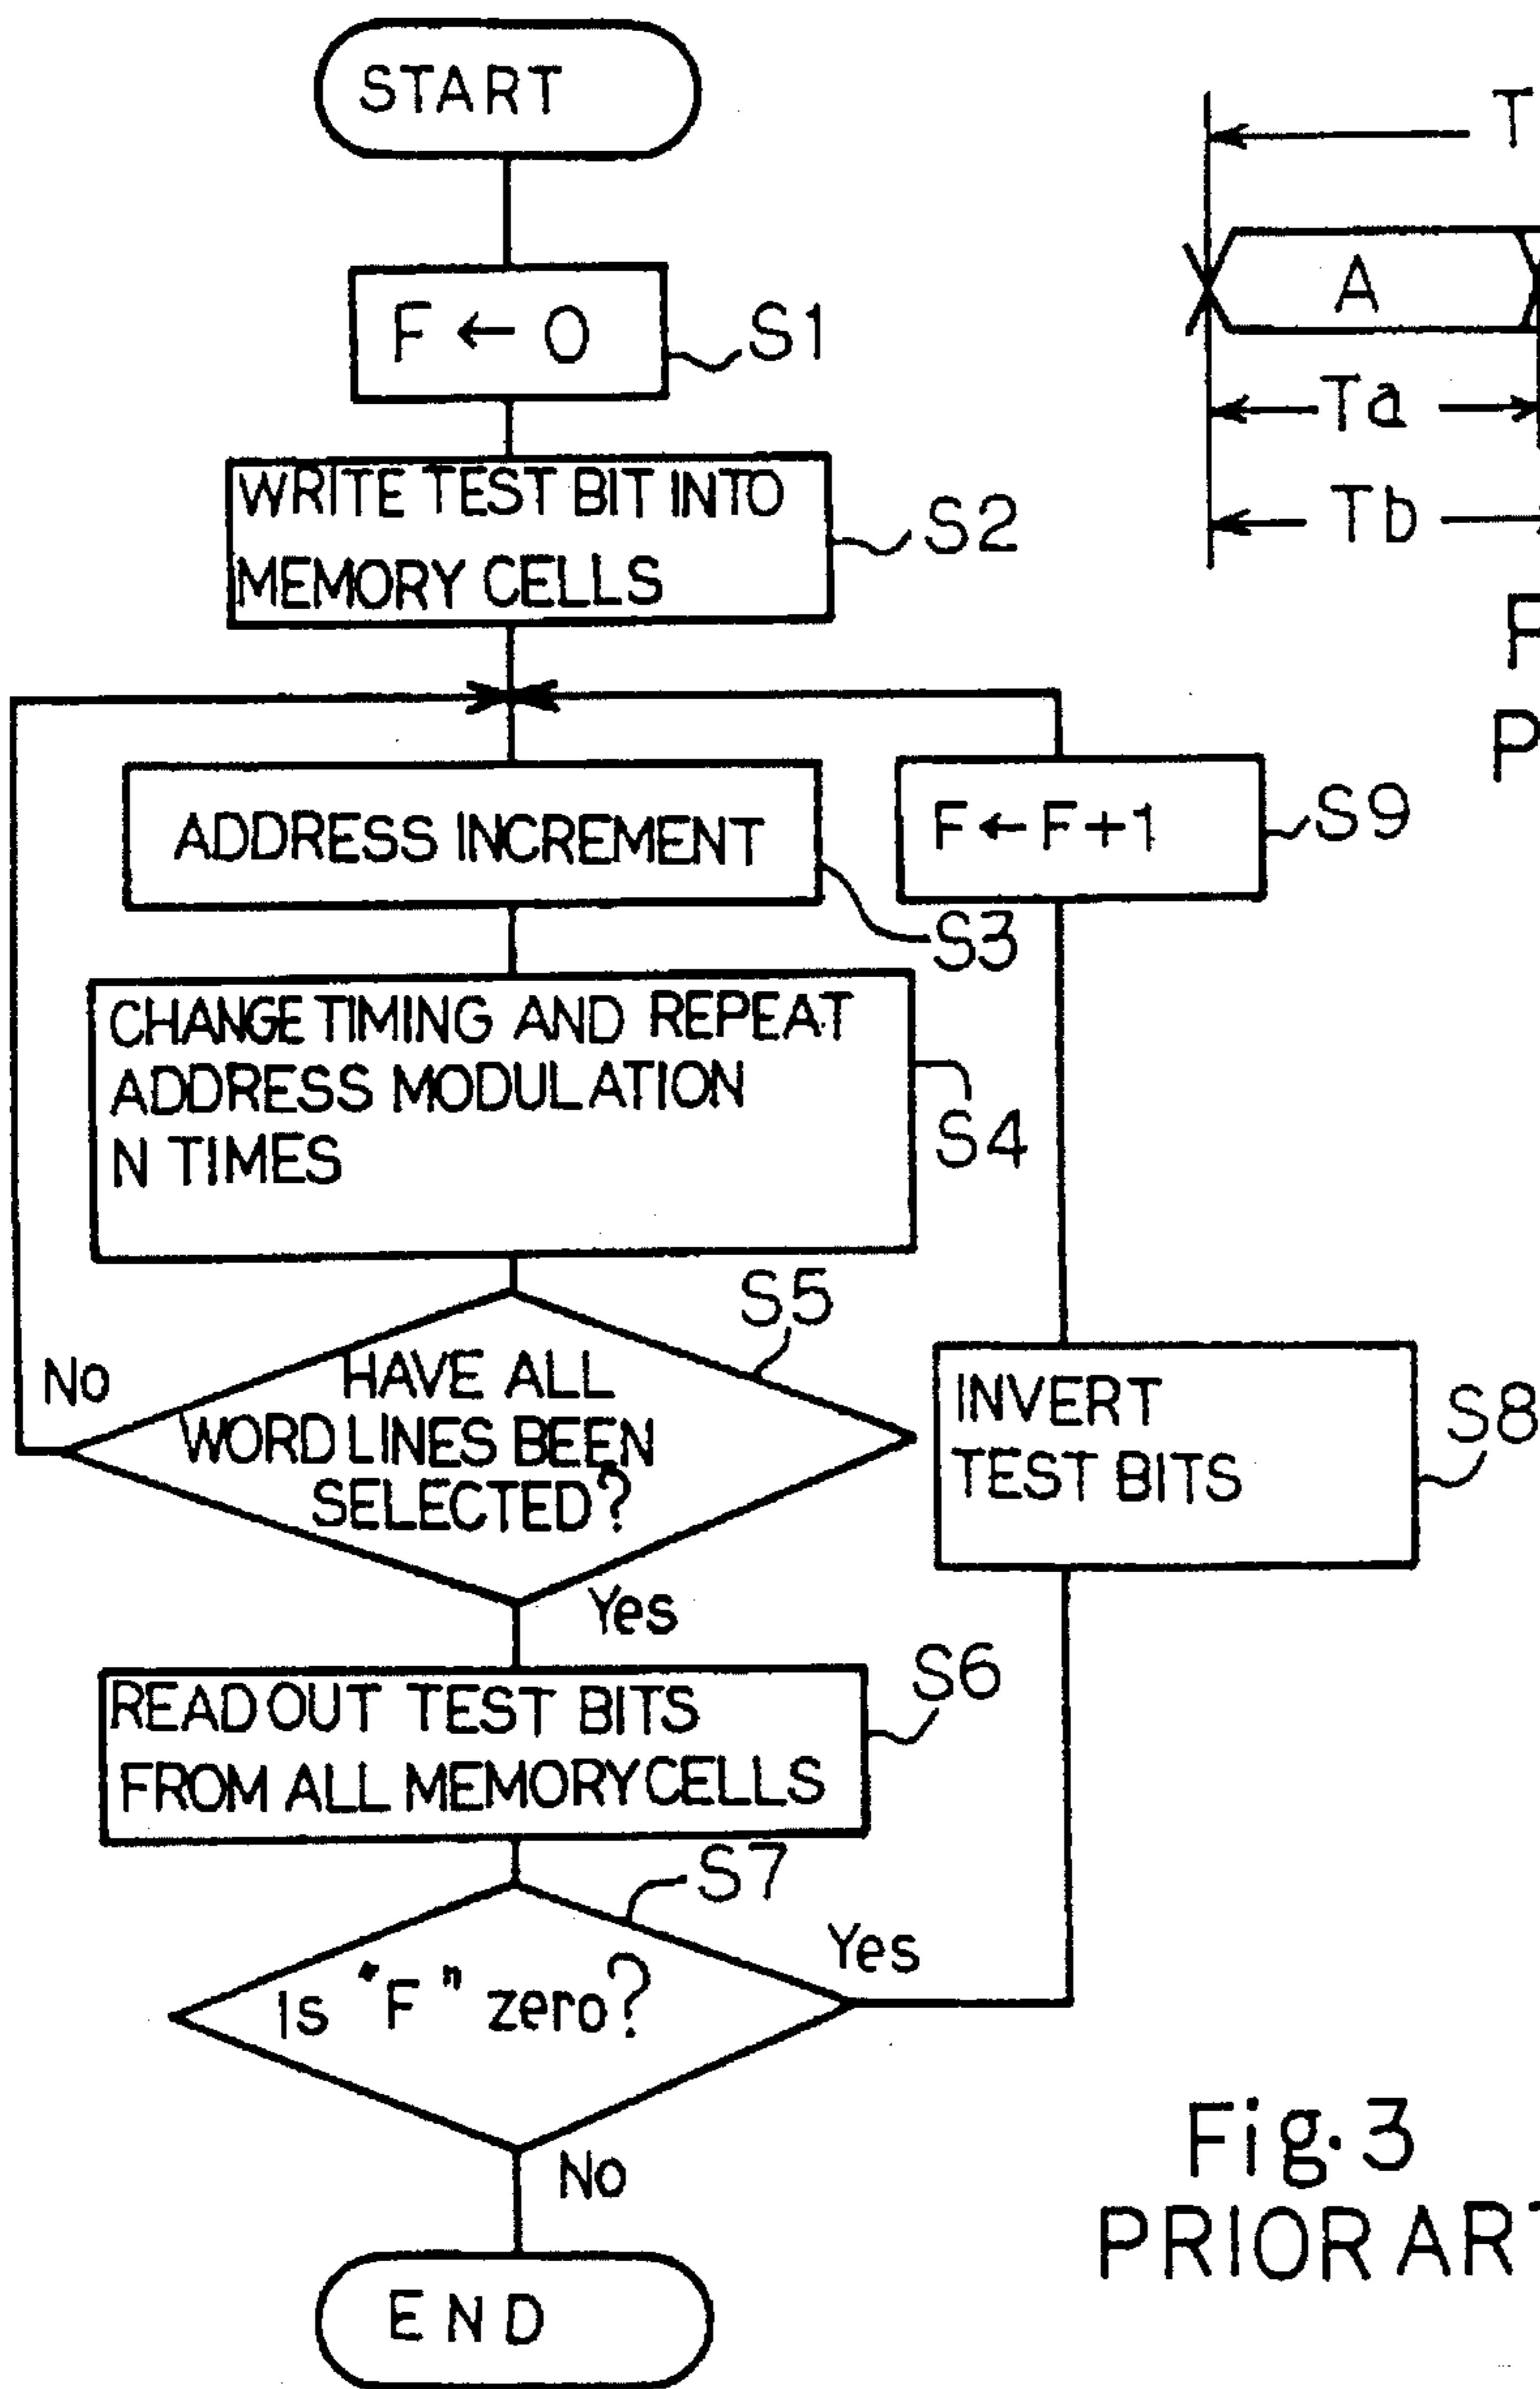 START
F ← 0
S1
WRITE TEST BIT INTO
MEMORY CELLS
S2
ADDRESS INCREMENT
S3
F ← F+1
S9
CHANGE TIMING AND REPEAT
ADDRESS MODULATION
N TIMES
S4
S5
HAVE ALL
WORD LINES BEEN
SELECTED?
No
Yes
INVERT
TEST BITS
S8
READ OUT TEST BITS
FROM ALL MEMORY CELLS
S6
S7
Is "F" zero?
Yes
No
END
T
A
Ta
Tb
Fig. 3
PRIOR ART